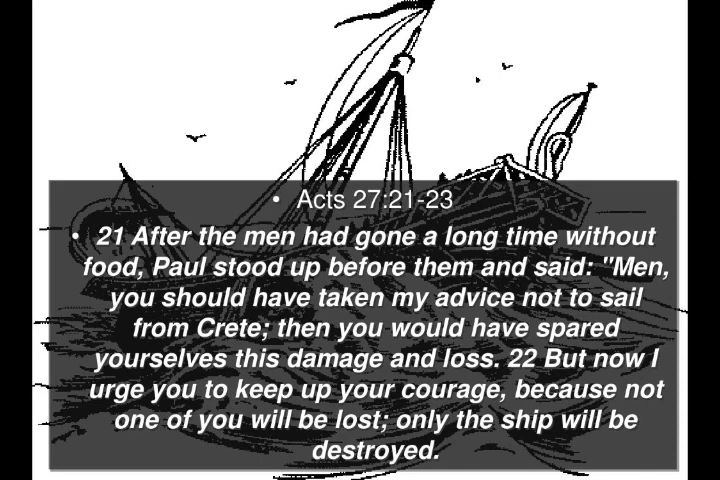 • Acts 27:21-23
• 21 After the men had gone a long time without
food, Paul stood up before them and said: "Men,
you should have taken my advice not to sail
from Crete; then you would have spared
yourselves this damage and loss. 22 But now I
urge you to keep up your courage, because not
one of you will be lost; only the ship will be
destroyed.